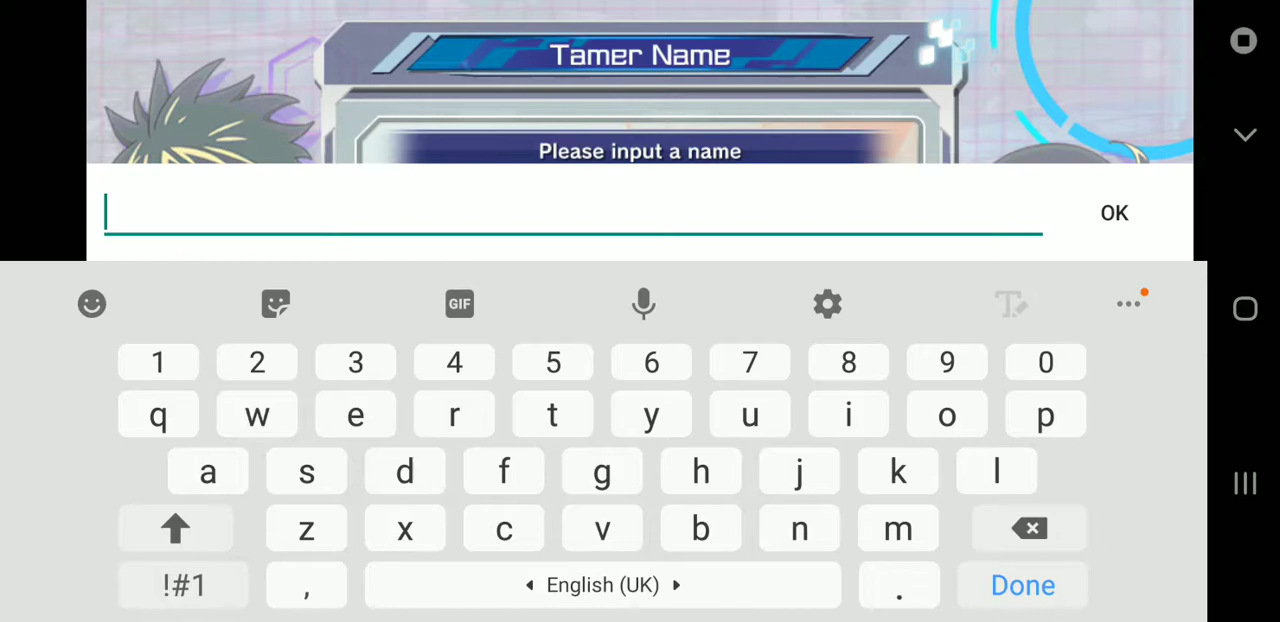 Tamer Name
Please input a name
OK
GIF
1 2 3 4 5 6 7 8 9 0
q w e r t y u i o p
a s d f g h j k l
z x c v b n m
!#1 , English (UK) . Done